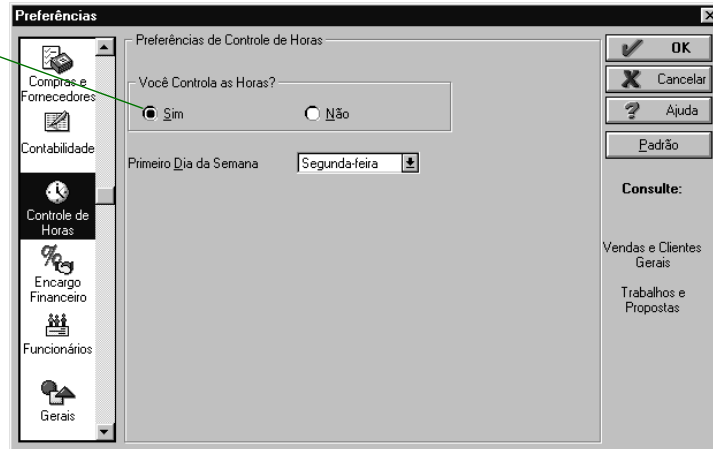 Preferências
Compras e
Fornecedores
Contabilidade
Controle de
Horas
Encargo
Financeiro
Funcionários
Gerais
Preferências de Controle de Horas
Você Controla as Horas?
Sim
Não
Primeiro Dia da Semana
Segunda-feira
OK
Cancelar
Ajuda
Padrão
Consulte:
Vendas e Clientes
Gerais
Trabalhos e
Propostas